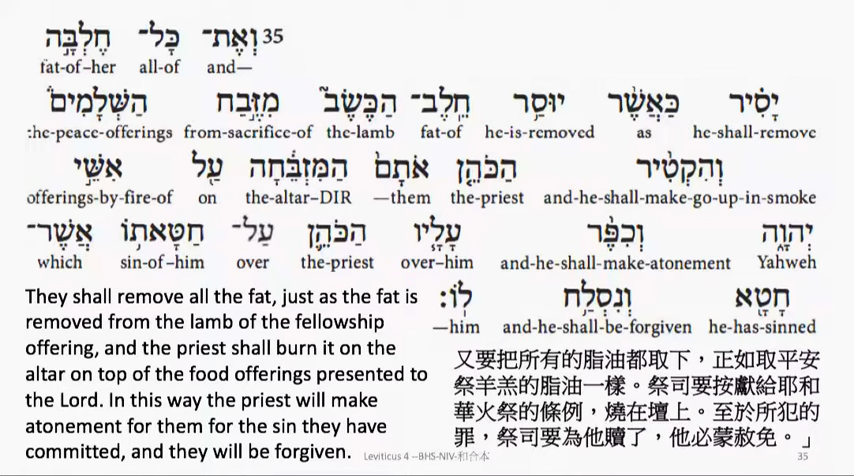 35 וְאֶת־ כָּל־ חֶלְבָּ֣ה
fat-of–her all-of and—
יָסִ֗יר כַּאֲשֶׁ֨ר יוּסַ֥ר חֵֽלֶב־ הַכֶּשֶׂב֮ מִזֶּ֣בַח הַשְּׁלָמִים֒
the-peace-offerings from-sacrifice-of the-lamb fat-of he-is-removed as he-shall-remove
וְהִקְטִ֨יר הַכֹּהֵ֤ן אֹתָם֙ הַמִּזְבֵּ֔חָה עַ֖ל אִשֵּׁ֣י
offerings-by-fire-of on the-altar–DIR —them the-priest and-he-shall-make-go-up-in-smoke
יְהוָ֑ה וְכִפֶּ֨ר עָלָ֧יו הַכֹּהֵ֛ן עַל־ חַטָּאת֥וֹ אֲשֶׁר־
which sin-of–him over the-priest over–him and-he-shall-make-atonement Yahweh
חָטָ֖א וְנִסְלַ֥ח לֽוֹ׃
—him and-he-shall-be-forgiven he-has-sinned
They shall remove all the fat, just as the fat is
removed from the lamb of the fellowship
offering, and the priest shall burn it on the
altar on top of the food offerings presented to
the Lord. In this way the priest will make
atonement for them for the sin they have
committed, and they will be forgiven.
又要把所有的脂油都取下，正如取平安
祭羊羔的脂油一樣。祭司要按獻給耶和
華火祭的條例，燒在壇上。至於所犯的
罪，祭司要為他贖了，他必蒙赦免。」
Leviticus 4 --BHS-NIV-和合本
35